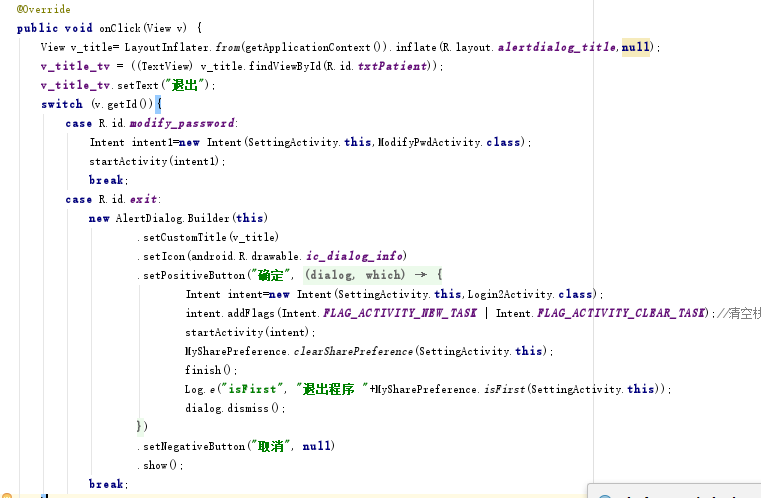 @Override
public void onClick(View v) {
View v_title= LayoutInflater.from(getApplicationContext()).inflate(R.layout.alertdialog_title,null);
v_title_tv = ((TextView) v_title.findViewById(R.id.txtPatient));
v_title_tv.setText("退出");
switch (v.getId()){
case R.id.modify_password:
Intent intent1=new Intent(SettingActivity.this,ModifyPwdActivity.class);
startActivity(intent1);
break;
case R.id.exit:
new AlertDialog.Builder(this)
.setCustomTitle(v_title)
.setIcon(android.R.drawable.ic_dialog_info)
.setPositiveButton("确定", (dialog, which) → {
Intent intent=new Intent(SettingActivity.this,Login2Activity.class);
intent.addFlags(Intent.FLAG_ACTIVITY_NEW_TASK | Intent.FLAG_ACTIVITY_CLEAR_TASK);//清空栈
startActivity(intent);
MySharePreference.clearSharePreference(SettingActivity.this);
finish();
Log.e("isFirst", "退出程序 "+MySharePreference.isFirst(SettingActivity.this));
dialog.dismiss();
})
.setNegativeButton("取消", null)
.show();
break;